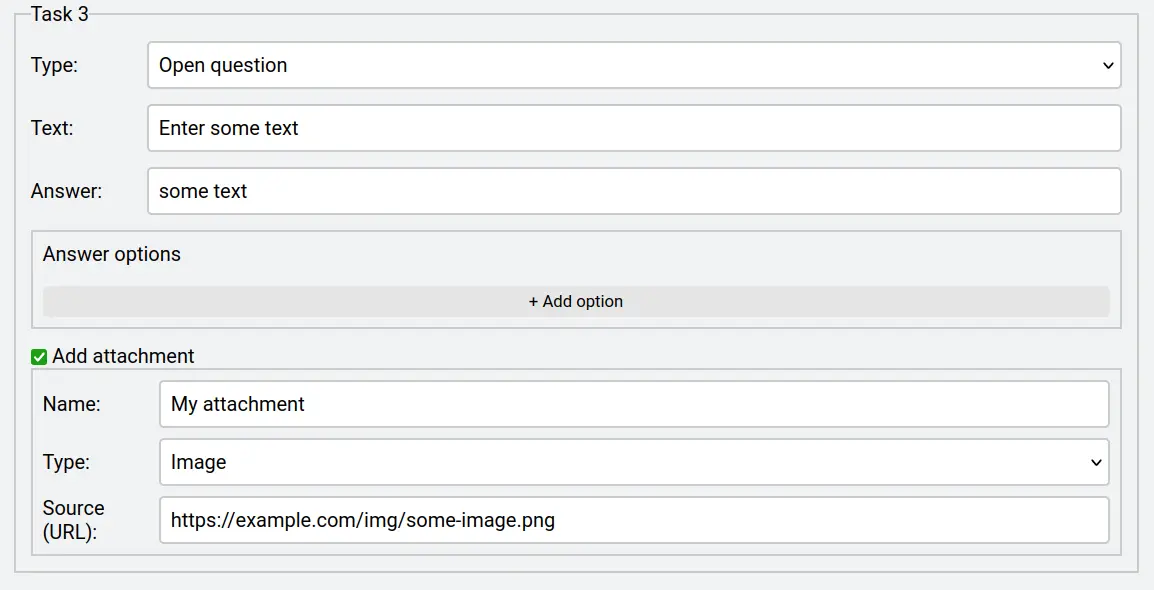 Task 3
Type: Open question
Text: Enter some text
Answer: some text
Answer options
+ Add option
Add attachment
Name: My attachment
Type: Image
Source
(URL): https://example.com/img/some-image.png